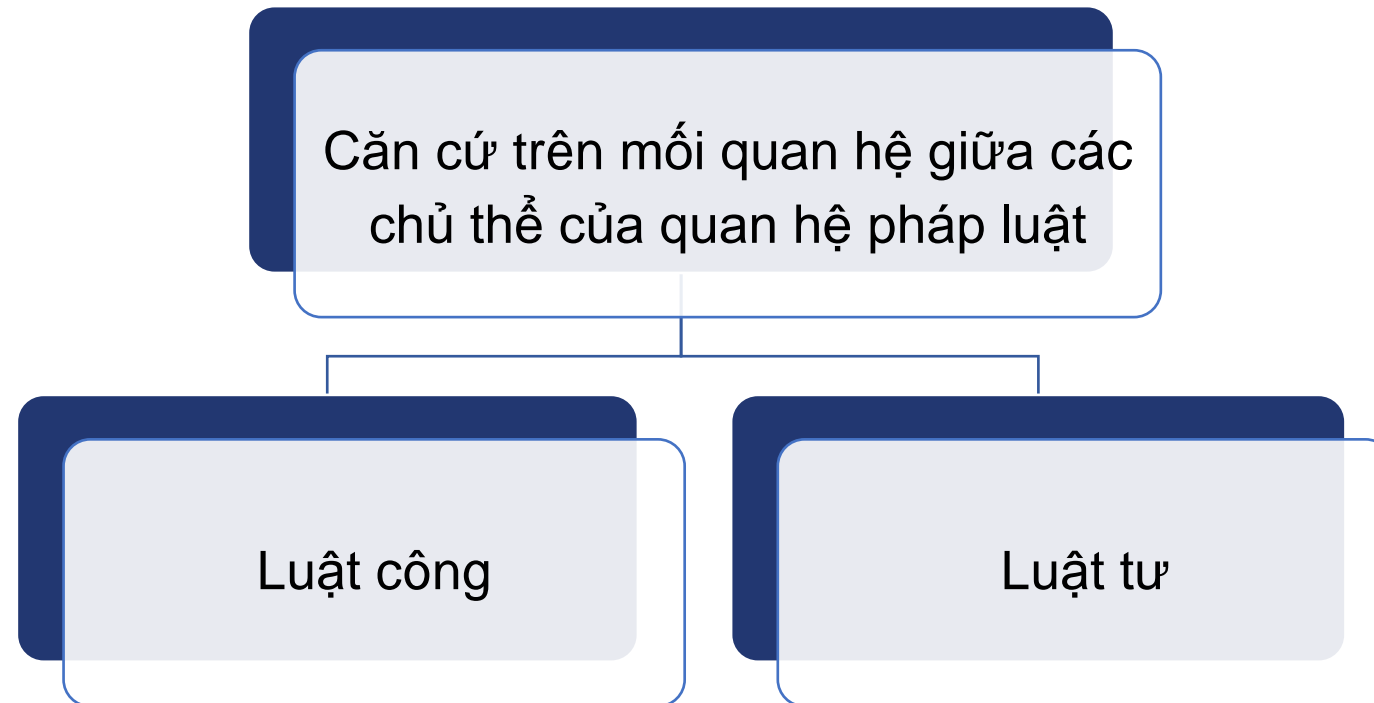 Căn cứ trên mối quan hệ giữa các
chủ thể của quan hệ pháp luật
Luật công
Luật tư